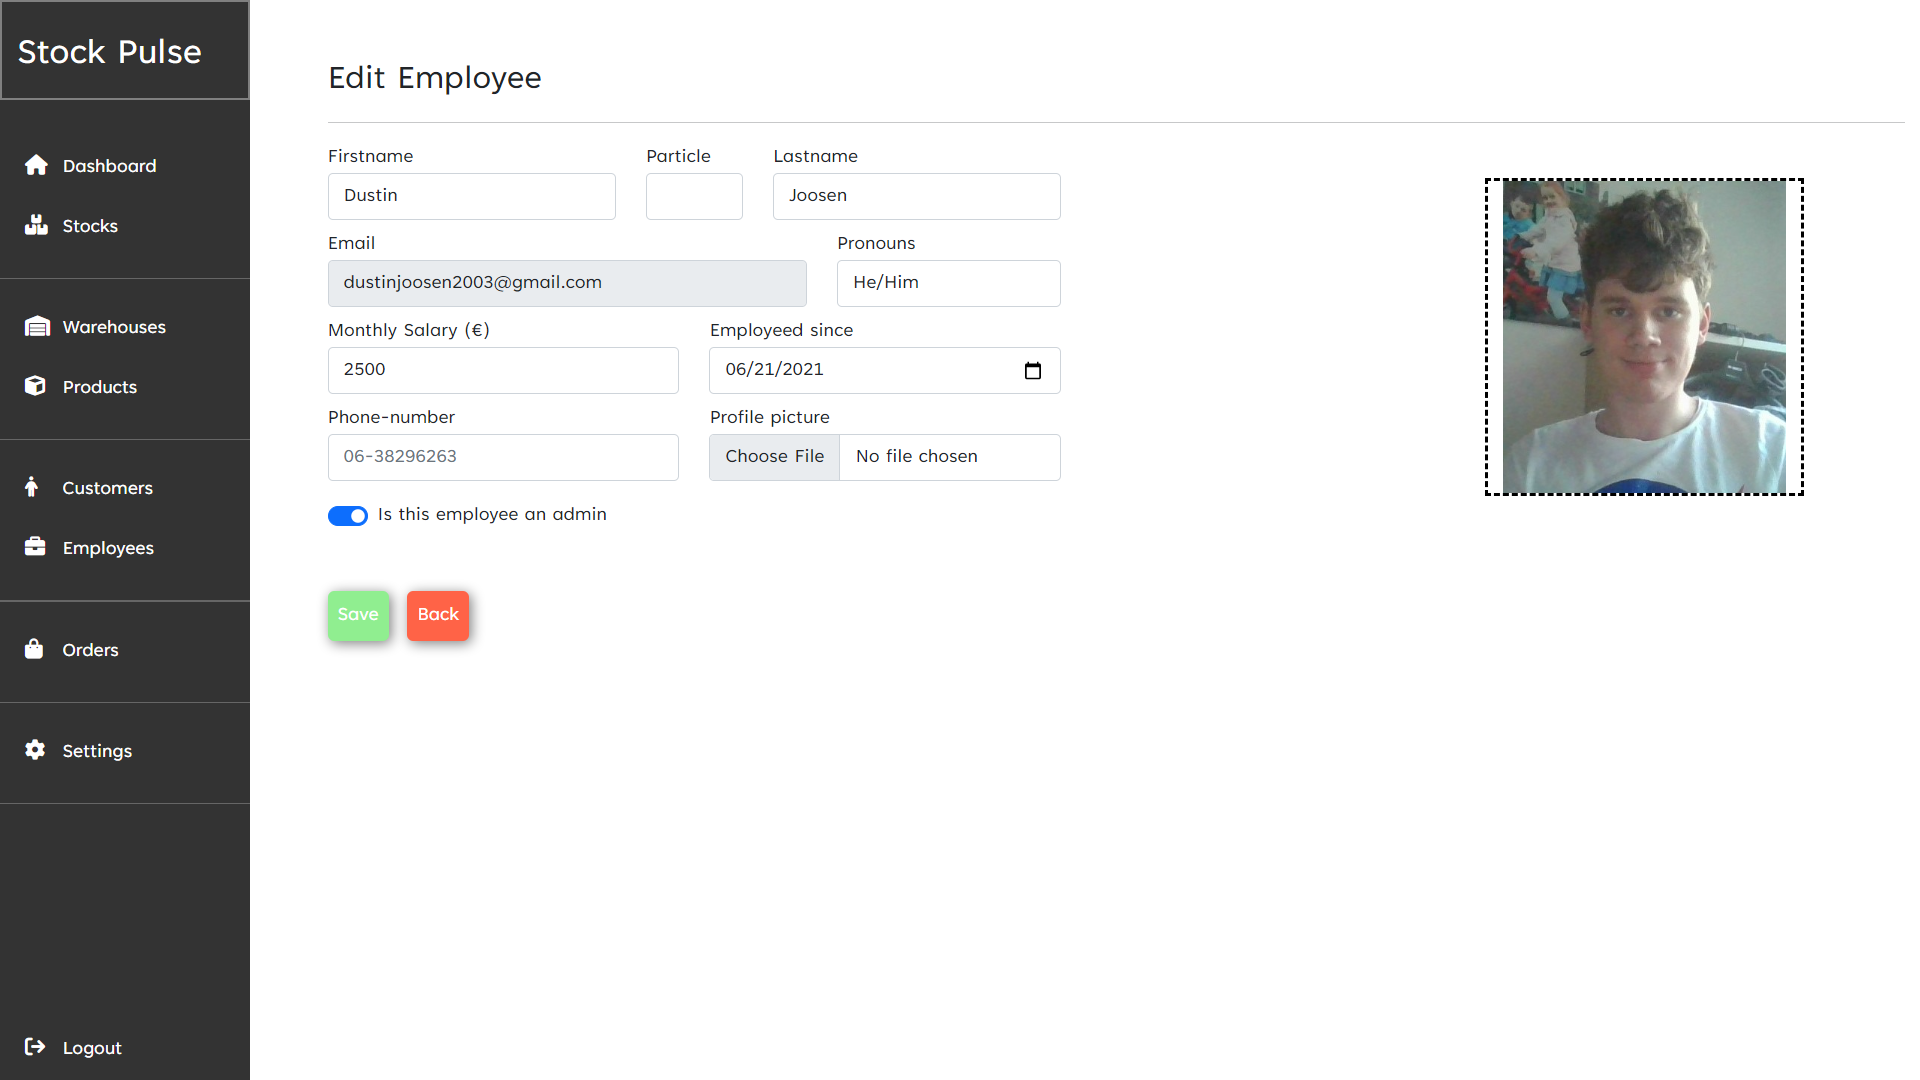 Stock Pulse
Dashboard
Stocks
Warehouses
Products
Customers
Employees
Orders
Settings
Logout
Edit Employee
Firstname Particle Lastname
Dustin Joosen
Email Pronouns
dustinjoosen2003@gmail.com He/Him
Monthly Salary (€) Employeed since
2500 06/21/2021
Phone-number Profile picture
06-38296263 Choose File No file chosen
Is this employee an admin
Save Back